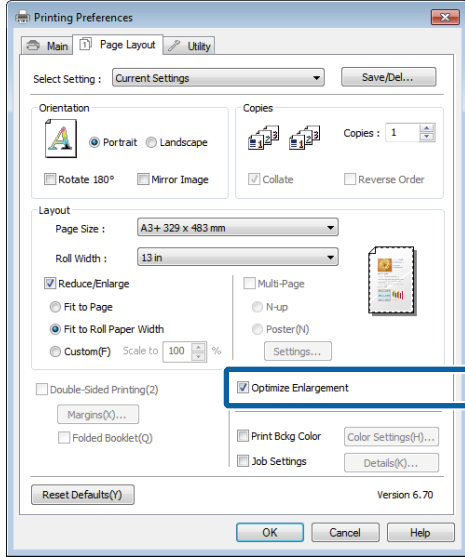 Printing Preferences
Main Page Layout Utility
Select Setting : Current Settings Save/Del...
Orientation
Portrait Landscape
Rotate 180° Mirror Image
Copies
Copies : 1
Collate Reverse Order
Layout
Page Size : A3+ 329 x 483 mm
Roll Width : 13 in
Reduce/Enlarge
Fit to Page
Fit to Roll Paper Width
Custom(F) Scale to 100 %
Multi-Page
N-up
Poster(N)
Settings...
Double-Sided Printing(2)
Margins(X)...
Folded Booklet(Q)
Optimize Enlargement
Print Bckg Color Color Settings(H)...
Job Settings Details(K)...
Reset Defaults(Y) Version 6.70
OK Cancel Help